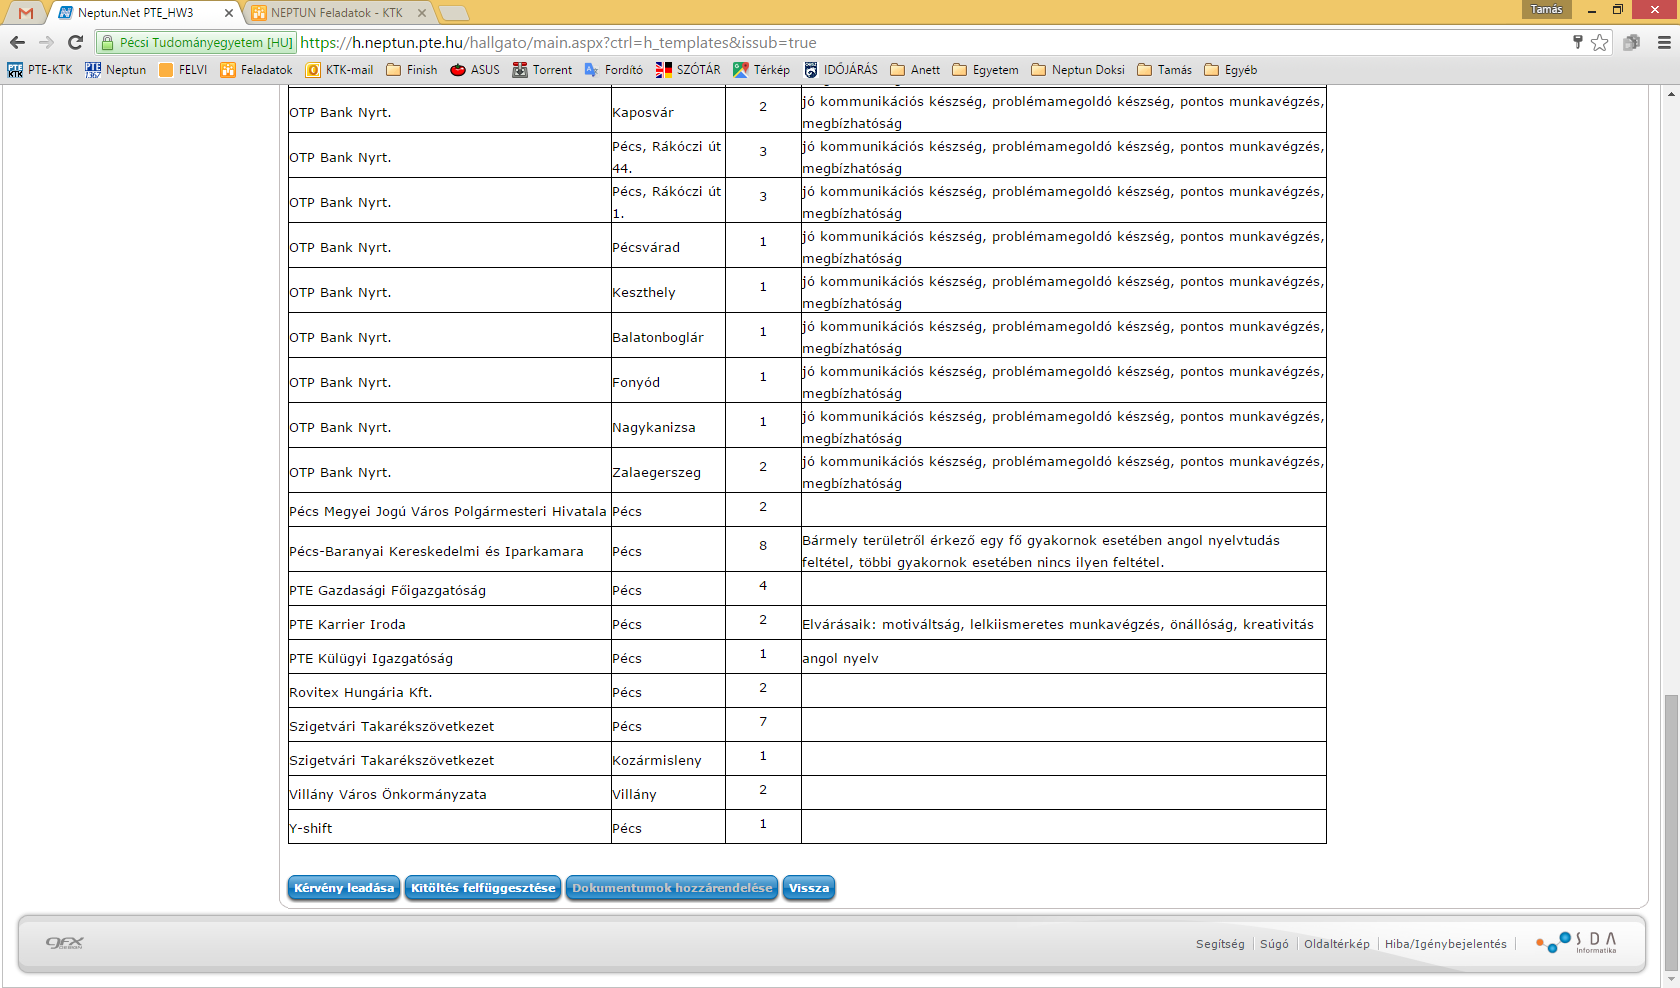 Neptun.Net PTE_HW3
NEPTUN Feladatok - KTK
Tamás
Pécsi Tudományegyetem [HU] https://h.neptun.pte.hu/hallgato/main.aspx?ctrl=h_templates&issub=true
PTE-KTK Neptun FELVI Feladatok KTK-mail Finish ASUS Torrent Fordító SZÓTÁR Térkép IDŐJÁRÁS Anett Egyetem Neptun Doksi Tamás Egyéb
OTP Bank Nyrt. Kaposvár 2 jó kommunikációs készség, problémamegoldó készség, pontos munkavégzés,
megbízhatóság
OTP Bank Nyrt. Pécs, Rákóczi út 3 jó kommunikációs készség, problémamegoldó készség, pontos munkavégzés,
44. megbízhatóság
OTP Bank Nyrt. Pécs, Rákóczi út 3 jó kommunikációs készség, problémamegoldó készség, pontos munkavégzés,
1. megbízhatóság
OTP Bank Nyrt. Pécsvárad 1 jó kommunikációs készség, problémamegoldó készség, pontos munkavégzés,
megbízhatóság
OTP Bank Nyrt. Keszthely 1 jó kommunikációs készség, problémamegoldó készség, pontos munkavégzés,
megbízhatóság
OTP Bank Nyrt. Balatonboglár 1 jó kommunikációs készség, problémamegoldó készség, pontos munkavégzés,
megbízhatóság
OTP Bank Nyrt. Fonyód 1 jó kommunikációs készség, problémamegoldó készség, pontos munkavégzés,
megbízhatóság
OTP Bank Nyrt. Nagykanizsa 1 jó kommunikációs készség, problémamegoldó készség, pontos munkavégzés,
megbízhatóság
OTP Bank Nyrt. Zalaegerszeg 2 jó kommunikációs készség, problémamegoldó készség, pontos munkavégzés,
megbízhatóság
Pécs Megyei Jogú Város Polgármesteri Hivatala Pécs 2
Pécs-Baranyai Kereskedelmi és Iparkamara Pécs 8 Bármely területről érkező egy fő gyakornok esetében angol nyelvtudás
feltétel, többi gyakornok esetében nincs ilyen feltétel.
PTE Gazdasági Főigazgatóság Pécs 4
PTE Karrier Iroda Pécs 2 Elvárásaik: motiváltság, lelkiismeretes munkavégzés, önállóság, kreativitás
PTE Külügyi Igazgatóság Pécs 1 angol nyelv
Rovitex Hungária Kft. Pécs 2
Szigetvári Takarékszövetkezet Pécs 7
Szigetvári Takarékszövetkezet Kozármisleny 1
Villány Város Önkormányzata Villány 2
Y-shift Pécs 1
Kérvény leadása Kitöltés felfüggesztése Dokumentumok hozzárendelése Vissza
gfx DESIGN
Segítség Súgó Oldaltérkép Hiba/Igénybejelentés
SDA Informatika